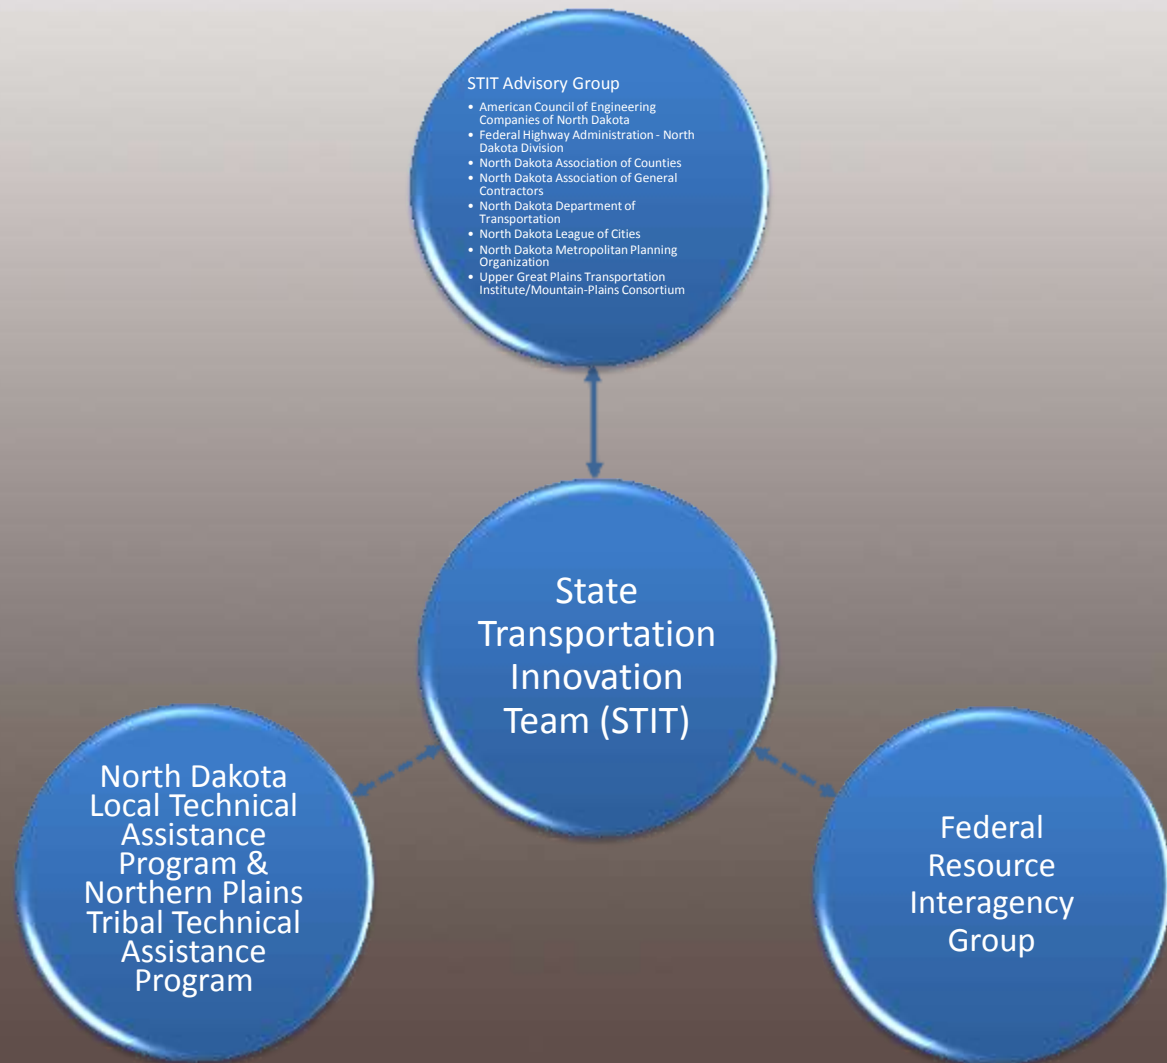 STIT Advisory Group
• American Council of Engineering
Companies of North Dakota
• Federal Highway Administration - North
Dakota Division
• North Dakota Association of Counties
• North Dakota Association of General
Contractors
• North Dakota Department of
Transportation
• North Dakota League of Cities
• North Dakota Metropolitan Planning
Organization
• Upper Great Plains Transportation
Institute/Mountain-Plains Consortium
State
Transportation
Innovation
Team (STIT)
North Dakota
Local Technical
Assistance
Program &
Northern Plains
Tribal Technical
Assistance
Program
Federal
Resource
Interagency
Group